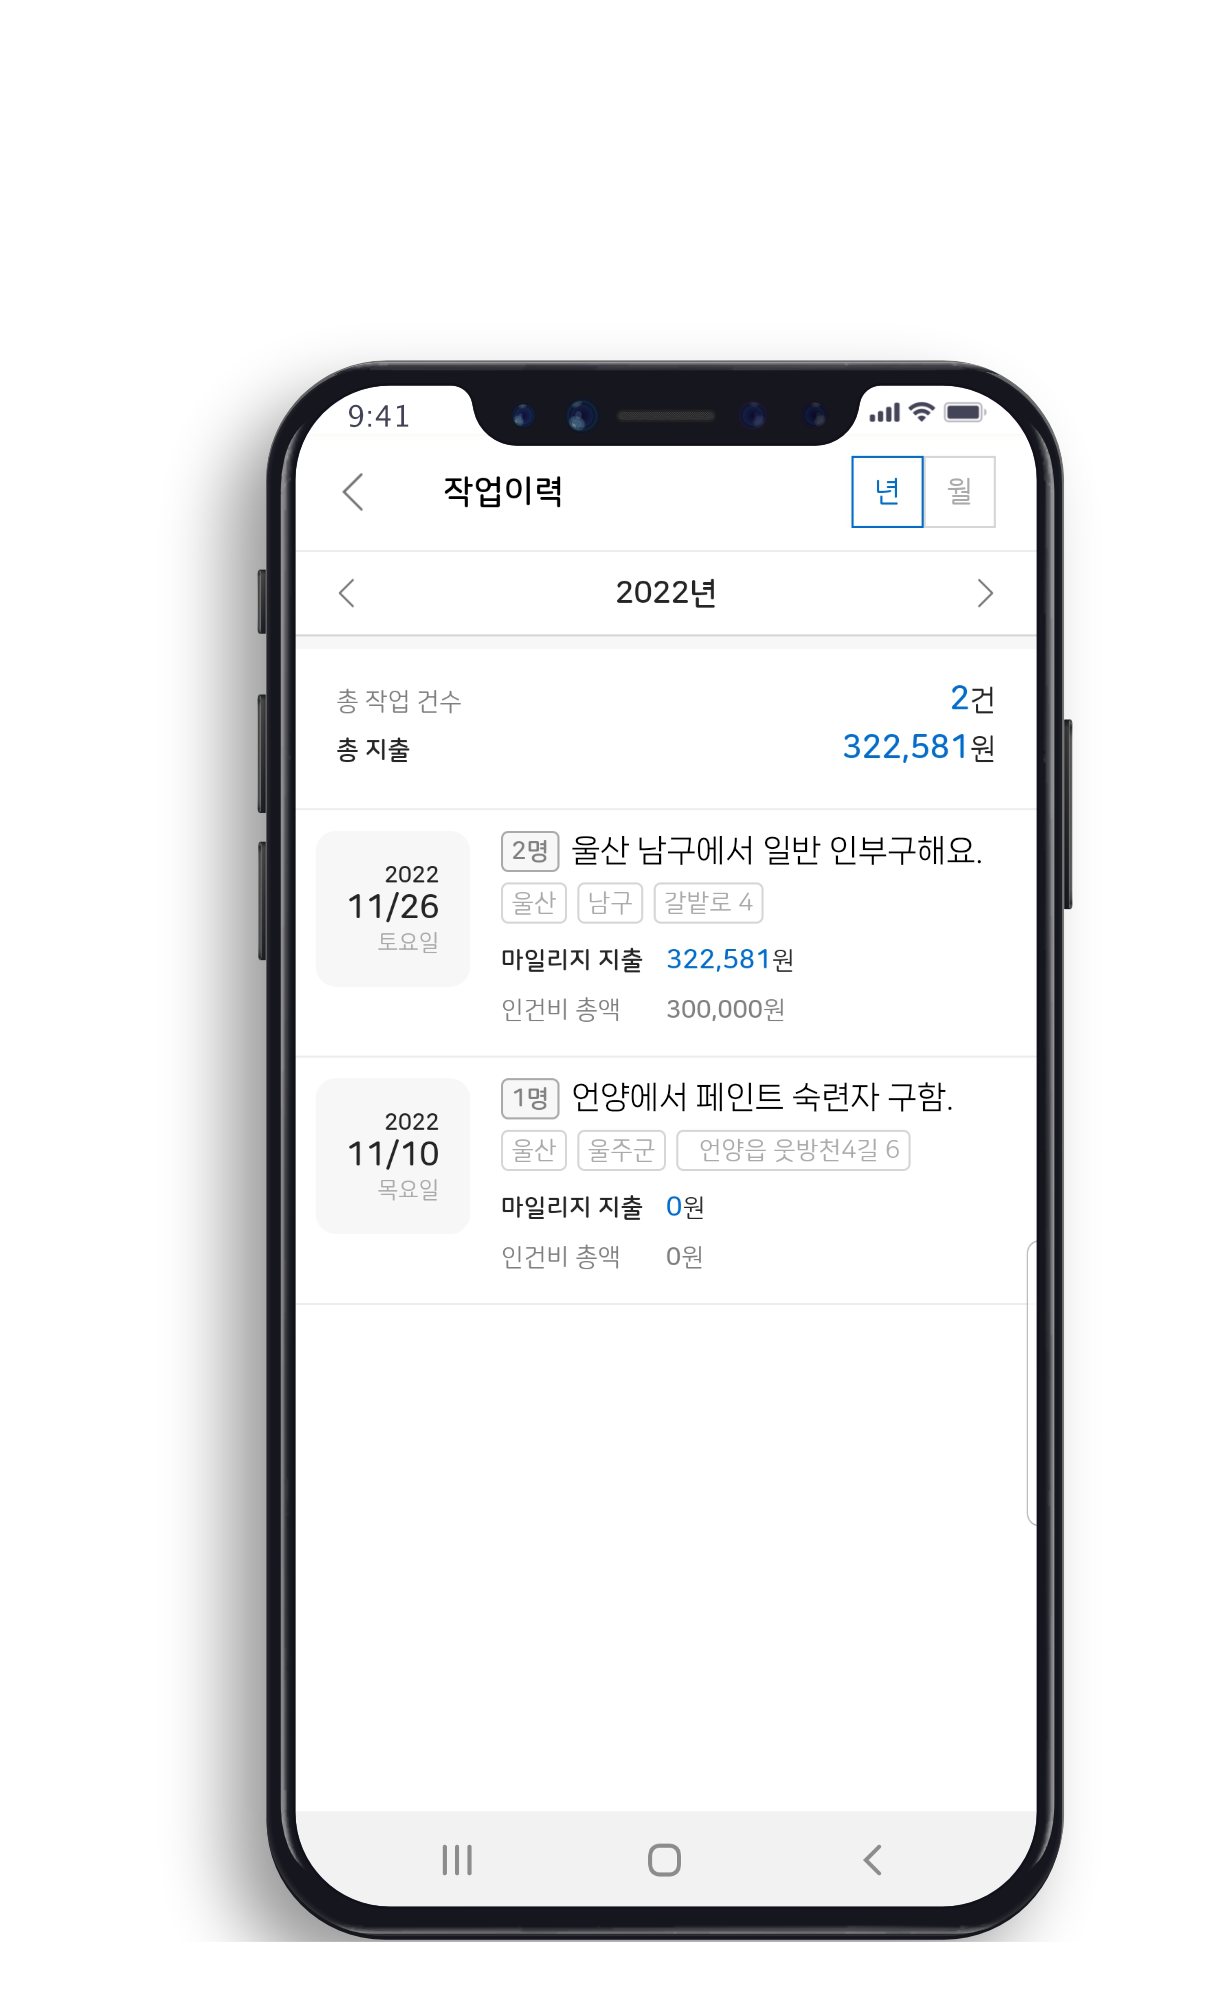 9:41
작업이력 년 월
2022년
총 작업 건수 2건
총 지출 322,581원
2022
11/26
토요일
2명 울산 남구에서 일반 인부구해요.
울산 남구 갈밭로 4
마일리지 지출 322,581원
인건비 총액 300,000원
2022
11/10
목요일
1명 언양에서 페인트 숙련자 구함.
울산 울주군 언양읍 웃방천4길 6
마일리지 지출 0원
인건비 총액 0원